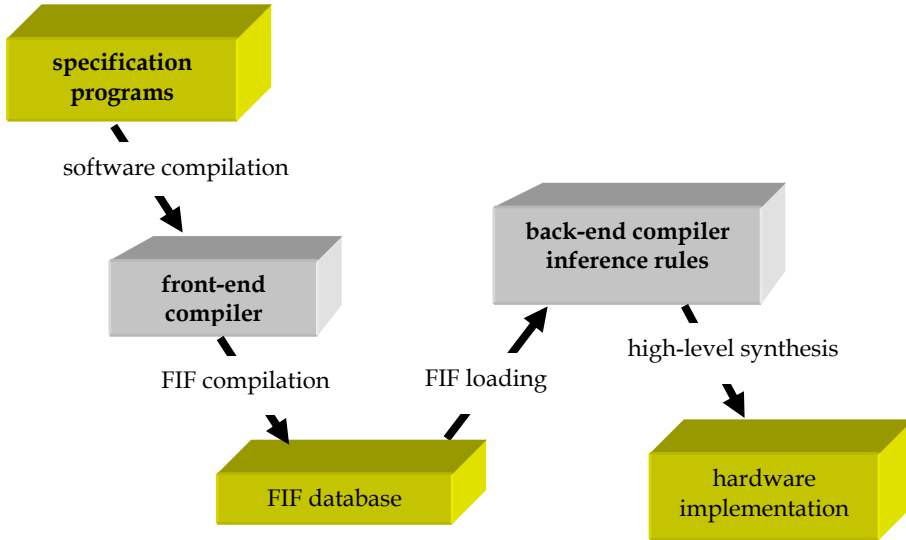 specification
programs
software compilation
front-end
compiler
FIF compilation
FIF database
FIF loading
back-end compiler
inference rules
high-level synthesis
hardware
implementation